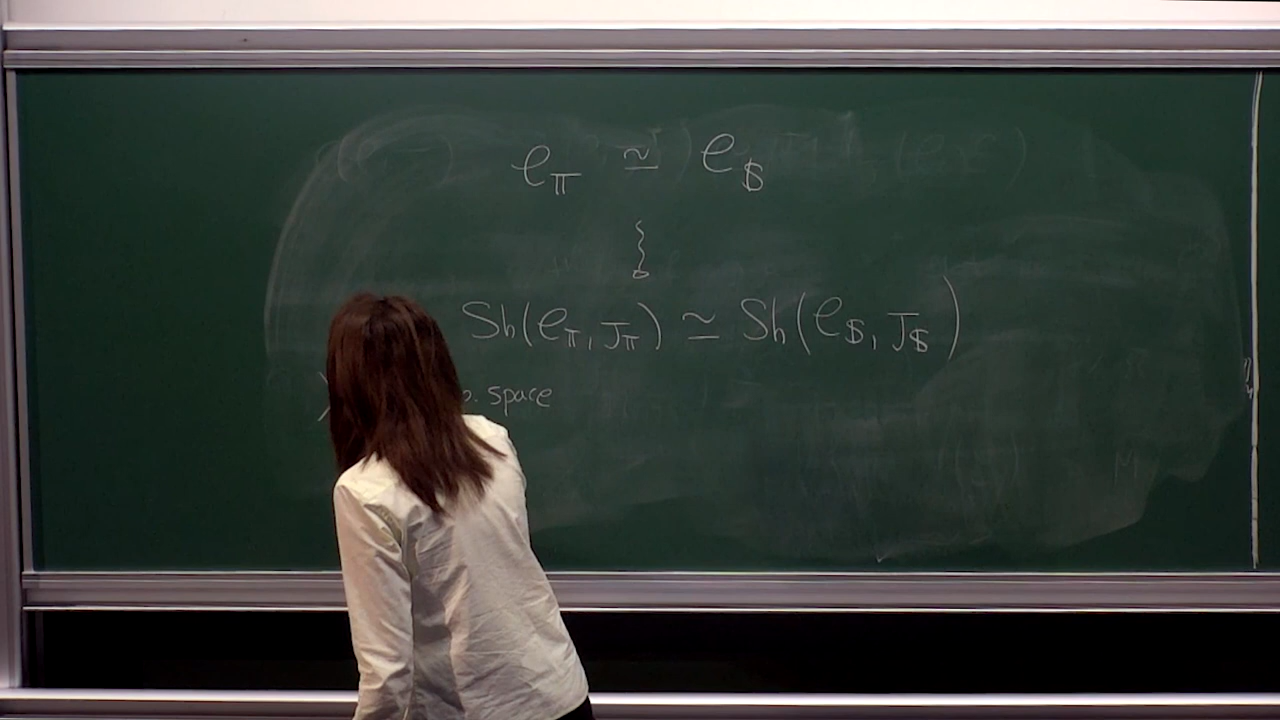 𝒞_π ≃ 𝒞_𝕊
Sh(𝒞_π, J_π) ≃ Sh(𝒞_𝕊, J_𝕊)
space